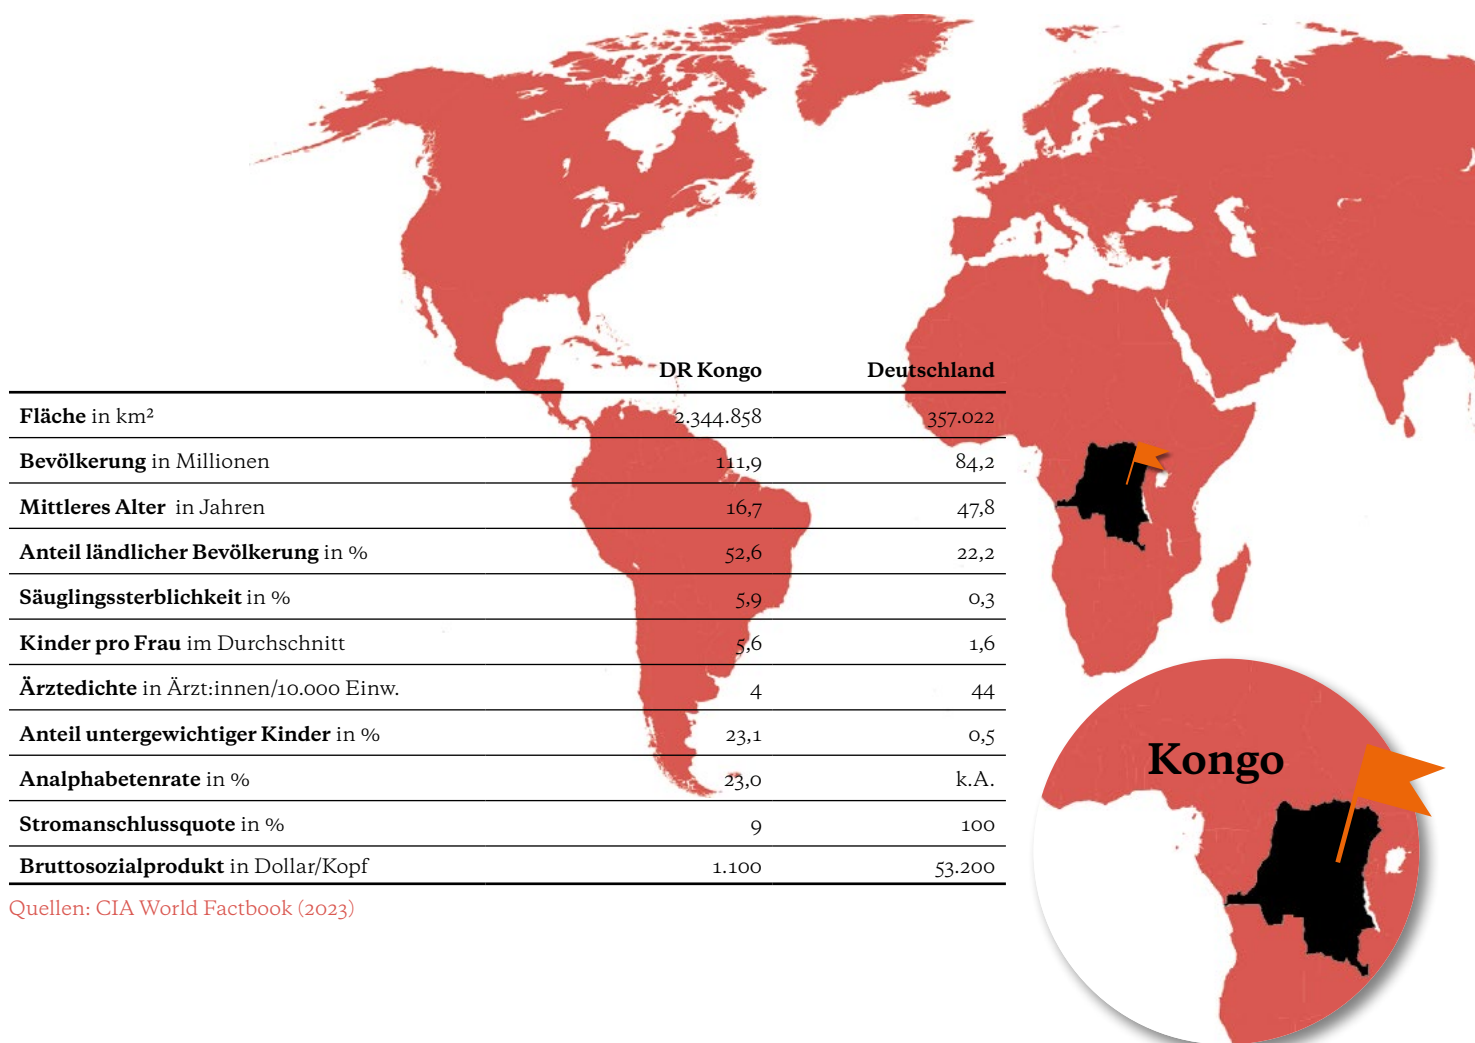 DR Kongo Deutschland
Fläche in km² 2.344.858 357.022
Bevölkerung in Millionen 111,9 84,2
Mittleres Alter in Jahren 16,7 47,8
Anteil ländlicher Bevölkerung in % 52,6 22,2
Säuglingssterblichkeit in % 5,9 0,3
Kinder pro Frau im Durchschnitt 5,6 1,6
Ärztedichte in Ärzt:innen/10.000 Einw. 4 44
Anteil untergewichtiger Kinder in % 23,1 0,5
Analphabetenrate in % 23,0 k.A.
Stromanschlussquote in % 9 100
Bruttosozialprodukt in Dollar/Kopf 1.100 53.200
Quellen: CIA World Factbook (2023)
Kongo